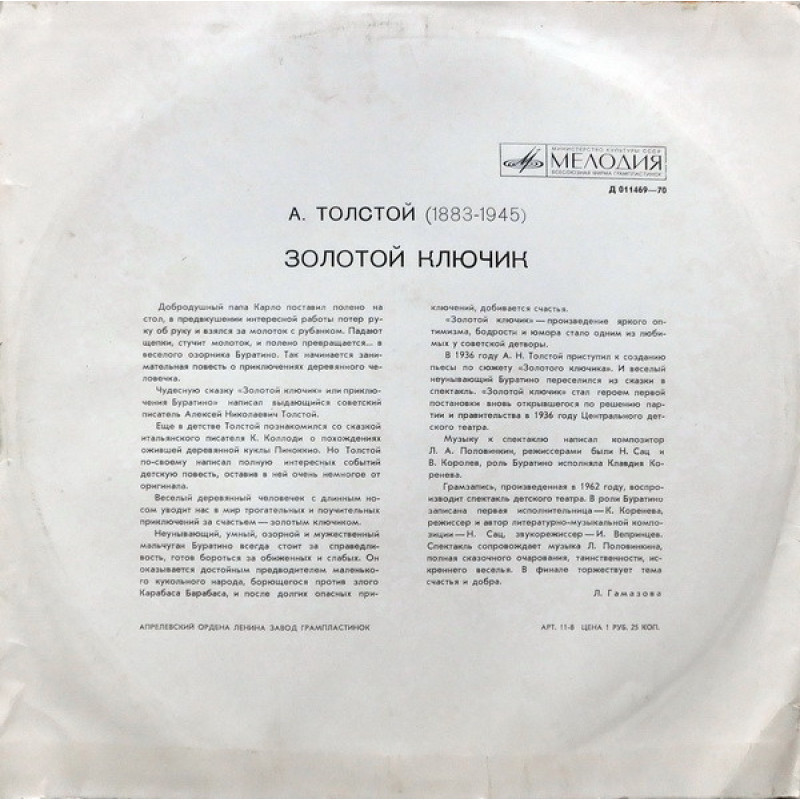 МИНИСТЕРСТВО КУЛЬТУРЫ СССР
МЕЛОДИЯ
ВСЕСОЮЗНАЯ ФИРМА ГРАМПЛАСТИНОК
Д 011469—70
А. ТОЛСТОЙ (1883-1945)
ЗОЛОТОЙ КЛЮЧИК
Добродушный папа Карло поставил полено на
стол, в предвкушении интересной работы потер ру-
ку об руку и взялся за молоток с рубанком. Падают
щепки, стучит молоток, и полено превращается... в
веселого озорника Буратино. Так начинается зани-
мательная повесть о приключениях деревянного че-
ловечка.
Чудесную сказку «Золотой ключик» или приклю-
чения Буратино» написал выдающийся советский
писатель Алексей Николаевич Толстой.
Еще в детстве Толстой познакомился со сказкой
итальянского писателя К. Коллоди о похождениях
ожившей деревянной куклы Пиноккио. Но Толстой
по-своему написал полную интересных событий
детскую повесть, оставив в ней очень немногое от
оригинала.
Веселый деревянный человечек с длинным но-
сом уводит нас в мир трогательных и поучительных
приключений за счастьем — золотым ключиком.
Неунывающий, умный, озорной и мужественный
мальчуган Буратино всегда стоит за справедли-
вость, готов бороться за обиженных и слабых. Он
оказывается достойным предводителем маленько-
го кукольного народа, борющегося против злого
Карабаса Барабаса, и после долгих опасных при-
ключений, добивается счастья.
«Золотой ключик» — произведение яркого оп-
тимизма, бодрости и юмора стало одним из люби-
мых у советской детворы.
В 1936 году А. Н. Толстой приступил к созданию
пьесы по сюжету «Золотого ключика». И веселый
неунывающий Буратино переселился из сказки в
спектакль. «Золотой ключик» стал героем первой
постановки вновь открывшегося по решению пар-
тии и правительства в 1936 году Центрального дет-
ского театра.
Музыку к спектаклю написал композитор
Л. А. Половинкин, режиссерами были Н. Сац и
В. Королев, роль Буратино исполняла Клавдия Ко-
ренева.
Грамзапись, произведенная в 1962 году, воспро-
изводит спектакль детского театра. В роли Буратино
записана первая исполнительница — К. Коренева,
режиссер и автор литературно-музыкальной компо-
зиции — Н. Сац, звукорежиссер — И. Вепринцев.
Спектакль сопровождает музыка Л. Половинкина,
полная сказочного очарования, таинственности, ис-
креннего веселья. В финале торжествует тема
счастья и добра.
Л. Гамазова
АПРЕЛЕВСКИЙ ОРДЕНА ЛЕНИНА ЗАВОД ГРАМПЛАСТИНОК
АРТ. 11-8 ЦЕНА 1 РУБ. 25 КОП.